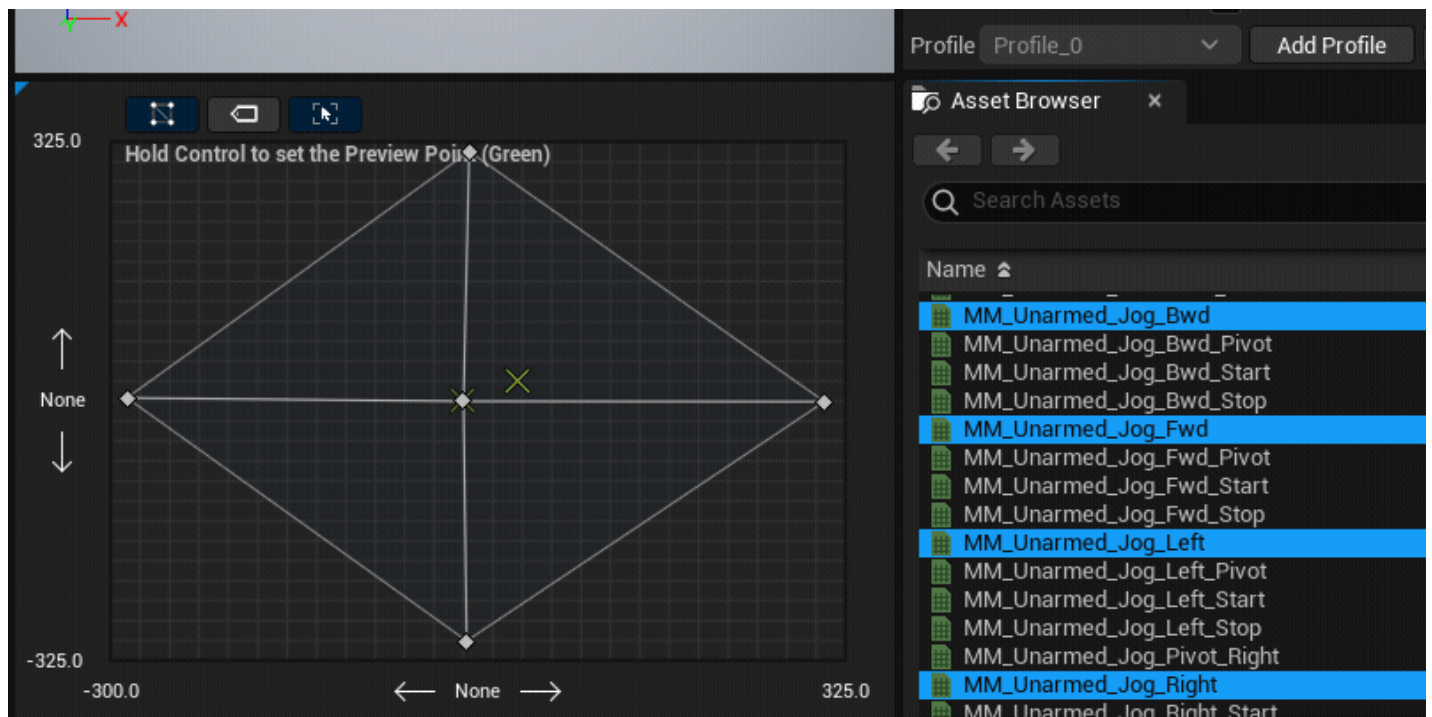 Y
X
325.0
Hold Control to set the Preview Point (Green)
None
-325.0
-300.0
None
325.0
Profile Profile_0
Add Profile
Asset Browser
Search Assets
Name
MM_Unarmed_Jog_Bwd
MM_Unarmed_Jog_Bwd_Pivot
MM_Unarmed_Jog_Bwd_Start
MM_Unarmed_Jog_Bwd_Stop
MM_Unarmed_Jog_Fwd
MM_Unarmed_Jog_Fwd_Pivot
MM_Unarmed_Jog_Fwd_Start
MM_Unarmed_Jog_Fwd_Stop
MM_Unarmed_Jog_Left
MM_Unarmed_Jog_Left_Pivot
MM_Unarmed_Jog_Left_Start
MM_Unarmed_Jog_Left_Stop
MM_Unarmed_Jog_Pivot_Right
MM_Unarmed_Jog_Right
MM_Unarmed_Jog_Right_Start